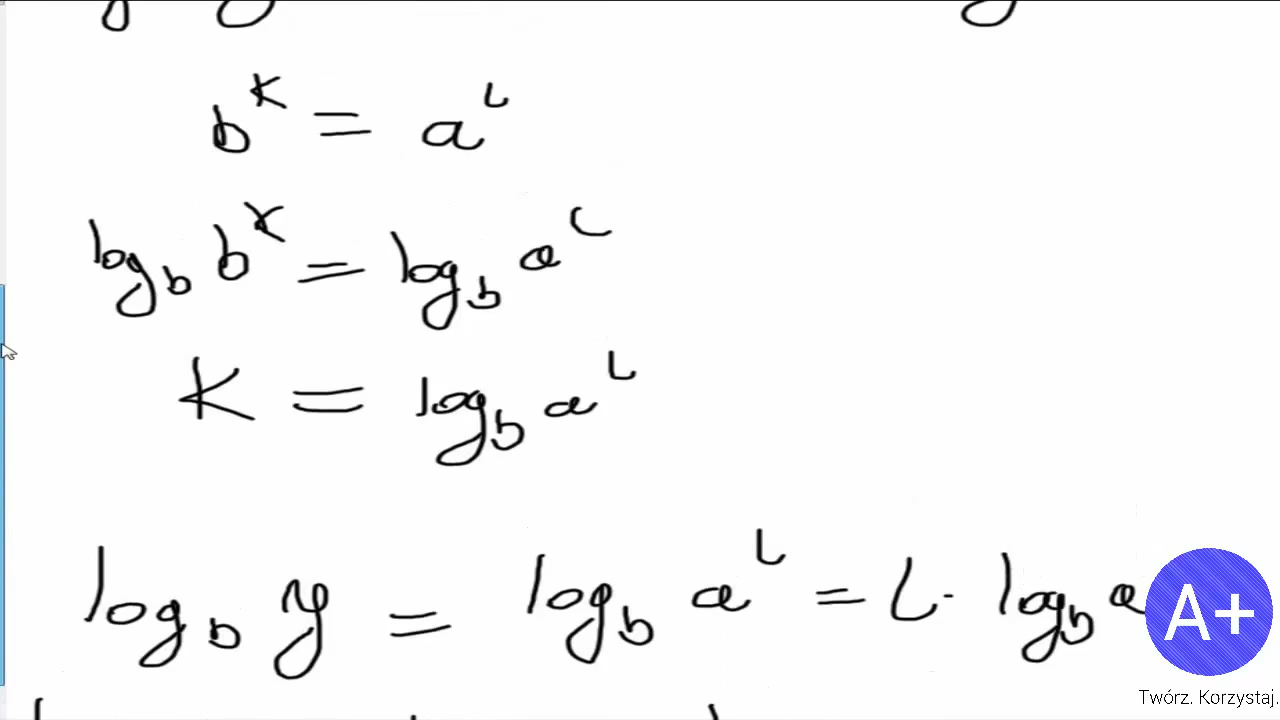 b^K = a^L
log_b b^K = log_b a^L
K = log_b a^L
log_b y = log_b a^L = L · log_b a
A+
Twórz. Korzystaj.